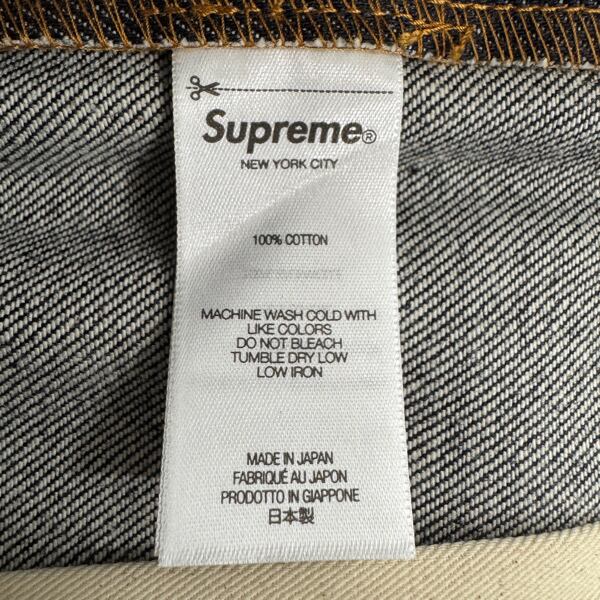 Supreme®
NEW YORK CITY
100% COTTON
MACHINE WASH COLD WITH
LIKE COLORS
DO NOT BLEACH
TUMBLE DRY LOW
LOW IRON
MADE IN JAPAN
FABRIQUÉ AU JAPON
PRODOTTO IN GIAPPONE
日本製